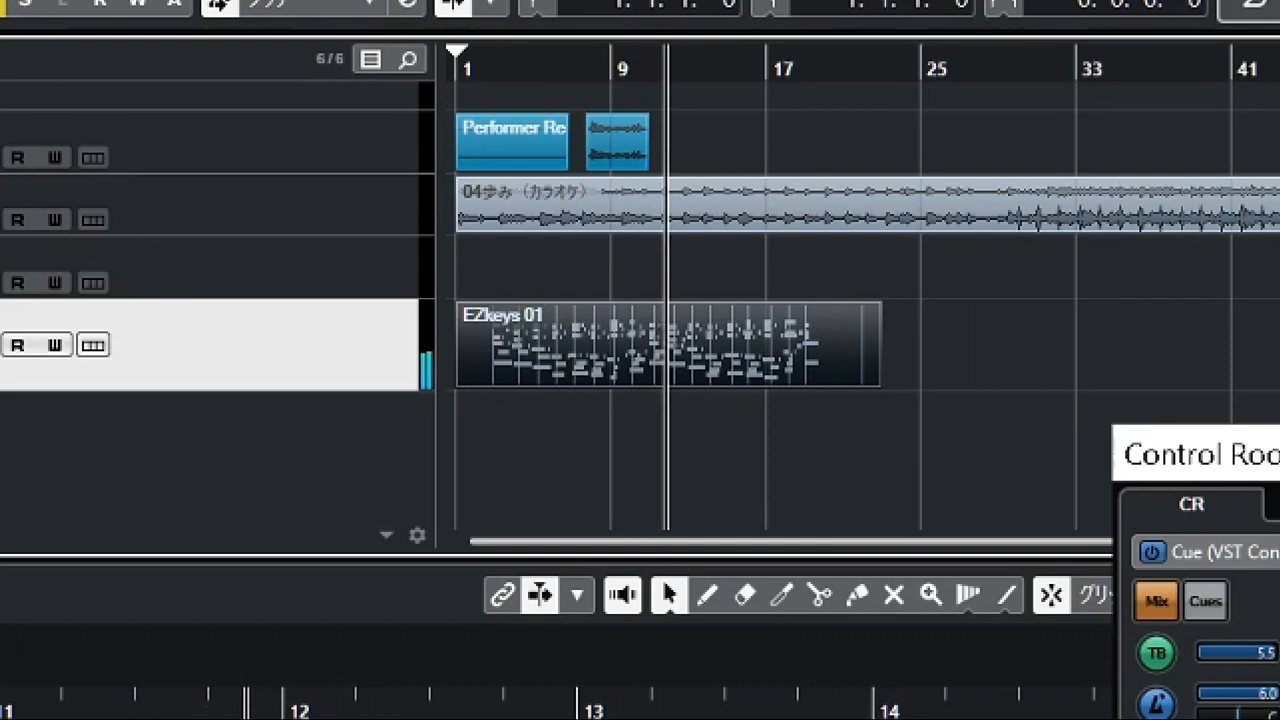 S L R W A
1. 1. 1. 0
1. 1. 1. 0
0. 0. 0. 0
6/6
1 9 17 25 33 41
Performer Re
R W
04歩み（カラオケ）
R W
R W
EZkeys 01
R W
Control Roo
CR
Cue (VST Con
グリ
Mix Cues
TB 5.5
6.0
11 12 13 14